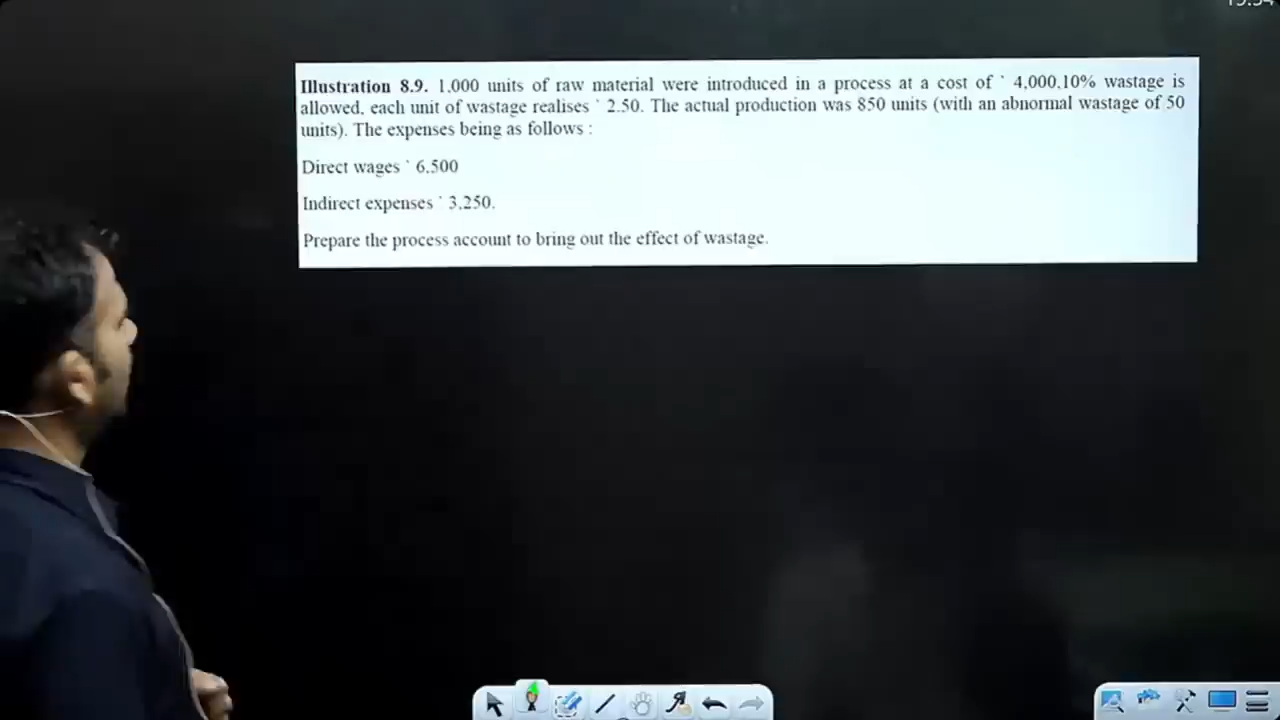 Illustration 8.9. 1,000 units of raw material were introduced in a process at a cost of ` 4,000.10% wastage is
allowed, each unit of wastage realises ` 2.50. The actual production was 850 units (with an abnormal wastage of 50
units). The expenses being as follows :
Direct wages ` 6.500
Indirect expenses ` 3,250.
Prepare the process account to bring out the effect of wastage.